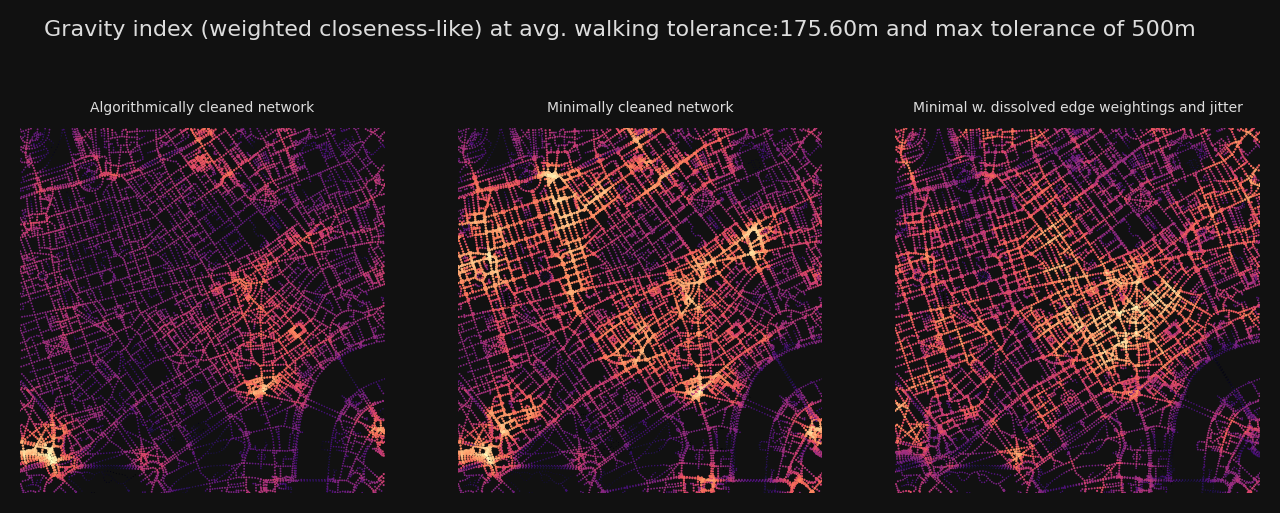 Gravity index (weighted closeness-like) at avg. walking tolerance:175.60m and max tolerance of 500m
Algorithmically cleaned network
Minimally cleaned network
Minimal w. dissolved edge weightings and jitter